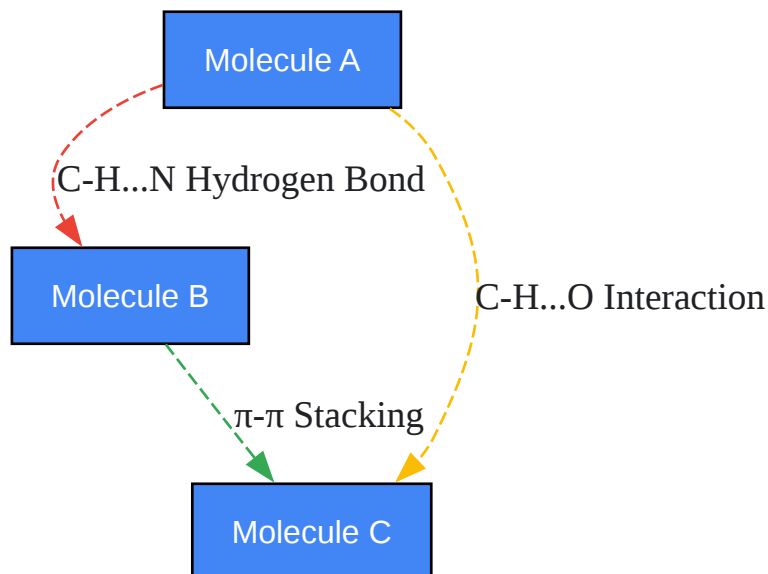 Molecule A
C-H...N Hydrogen Bond
Molecule B
C-H...O Interaction
π-π Stacking
Molecule C